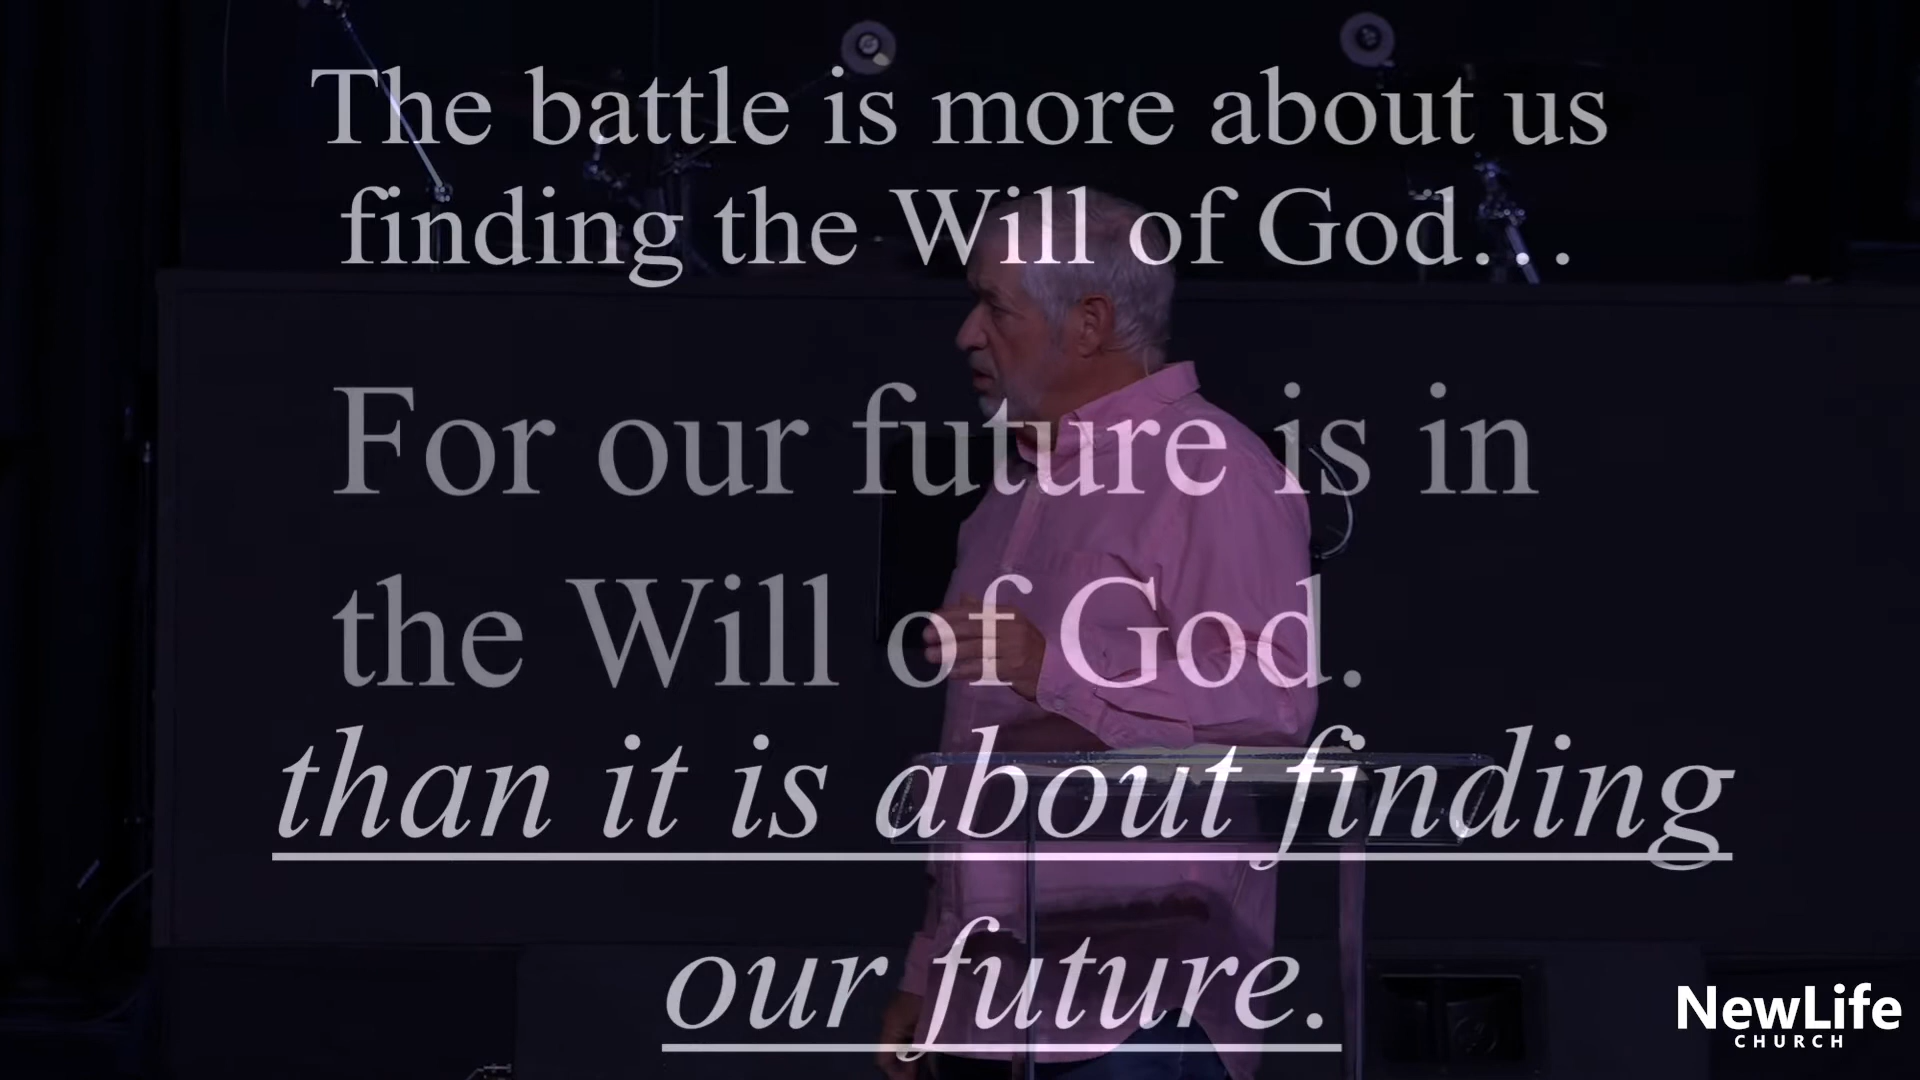 The battle is more about us
finding the Will of God…
For our future is in
the Will of God.
than it is about finding
our future.
NewLife
CHURCH